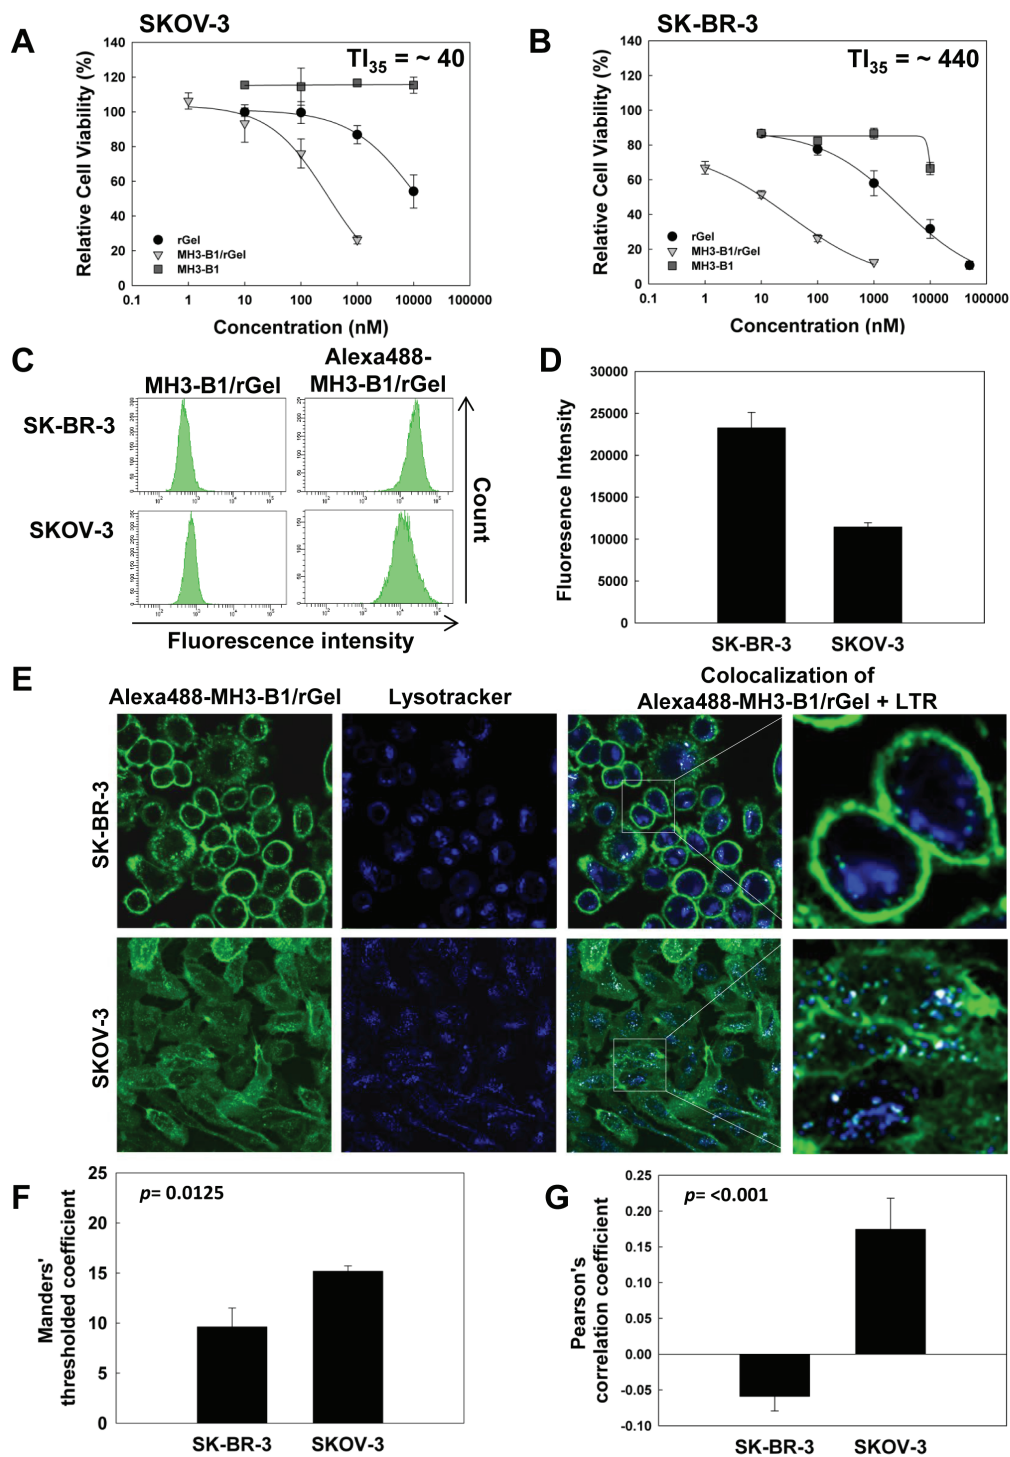 A
SKOV-3
TI35 = ~ 40
Relative Cell Viability (%)
140
120
100
80
60
40
20
0
rGel
MH3-B1/rGel
MH3-B1
0.1 1 10 100 1000 10000 100000
Concentration (nM)
B
SK-BR-3
TI35 = ~ 440
Relative Cell Viability (%)
140
120
100
80
60
40
20
0
rGel
MH3-B1/rGel
MH3-B1
0.1 1 10 100 1000 10000 100000
Concentration (nM)
C
MH3-B1/rGel
Alexa488-
MH3-B1/rGel
SK-BR-3
SKOV-3
Count
Fluorescence intensity
D
Fluorescence Intensity
30000
25000
20000
15000
10000
5000
0
SK-BR-3 SKOV-3
E
Alexa488-MH3-B1/rGel
Lysotracker
Colocalization of
Alexa488-MH3-B1/rGel + LTR
SK-BR-3
SKOV-3
F
p= 0.0125
Manders'
thresholded coefficient
25
20
15
10
5
0
SK-BR-3 SKOV-3
G
p= <0.001
Pearson's
correlation coefficient
0.25
0.20
0.15
0.10
0.05
0.00
-0.05
-0.10
SK-BR-3 SKOV-3